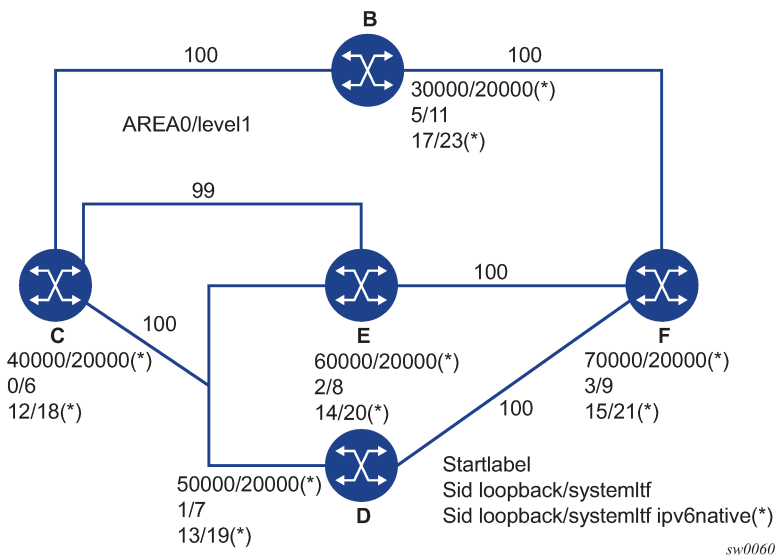 B
100
100
30000/20000(*)
5/11
17/23(*)
AREA0/level1
99
100
100
C
40000/20000(*)
0/6
12/18(*)
E
60000/20000(*)
2/8
14/20(*)
F
70000/20000(*)
3/9
15/21(*)
100
50000/20000(*)
1/7
13/19(*)
D
Startlabel
Sid loopback/systemltf
Sid loopback/systemltf ipv6native(*)
sw0060